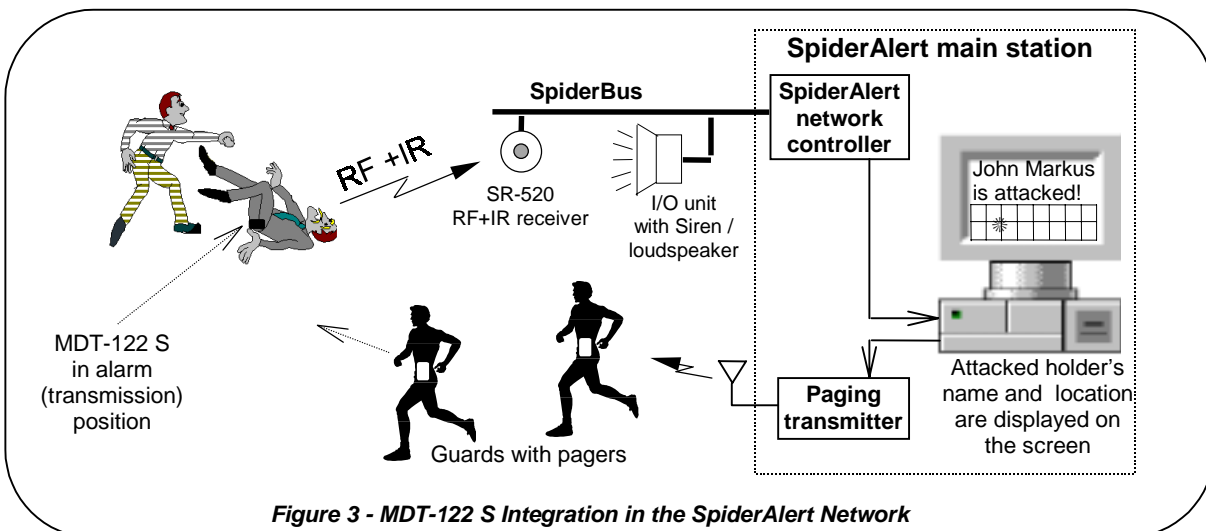 SpiderAlert main station
SpiderBus
SpiderAlert
network
controller
RF +IR
SR-520
RF+IR receiver
I/O unit
with Siren /
loudspeaker
John Markus
is attacked!
MDT-122 S
in alarm
(transmission)
position
Guards with pagers
Paging
transmitter
Attacked holder's
name and location
are displayed on
the screen
Figure 3 - MDT-122 S Integration in the SpiderAlert Network